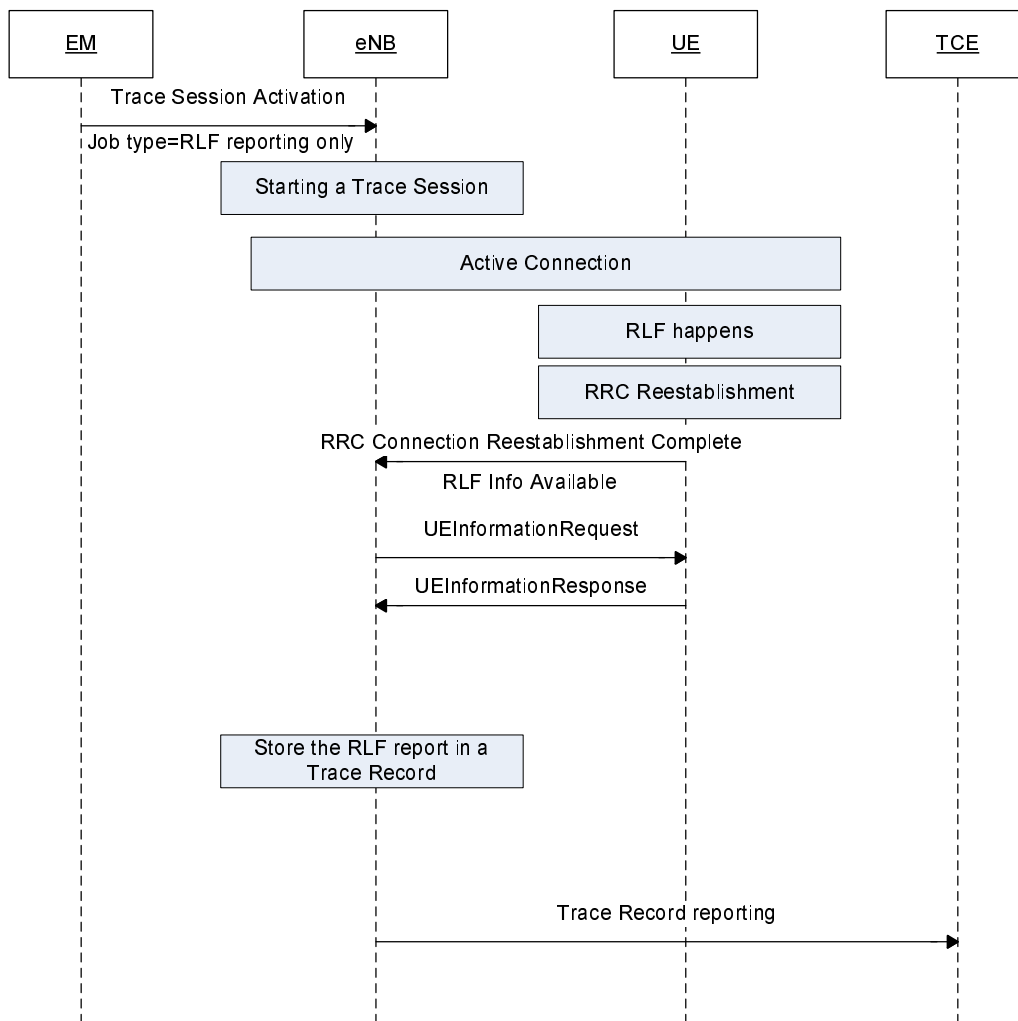 EM
eNB
UE
TCE
Trace Session Activation
Job type=RLF reporting only
Starting a Trace Session
Active Connection
RLF happens
RRC Reestablishment
RRC Connection Reestablishment Complete
RLF Info Available
UEInformationRequest
UEInformationResponse
Store the RLF report in a
Trace Record
Trace Record reporting